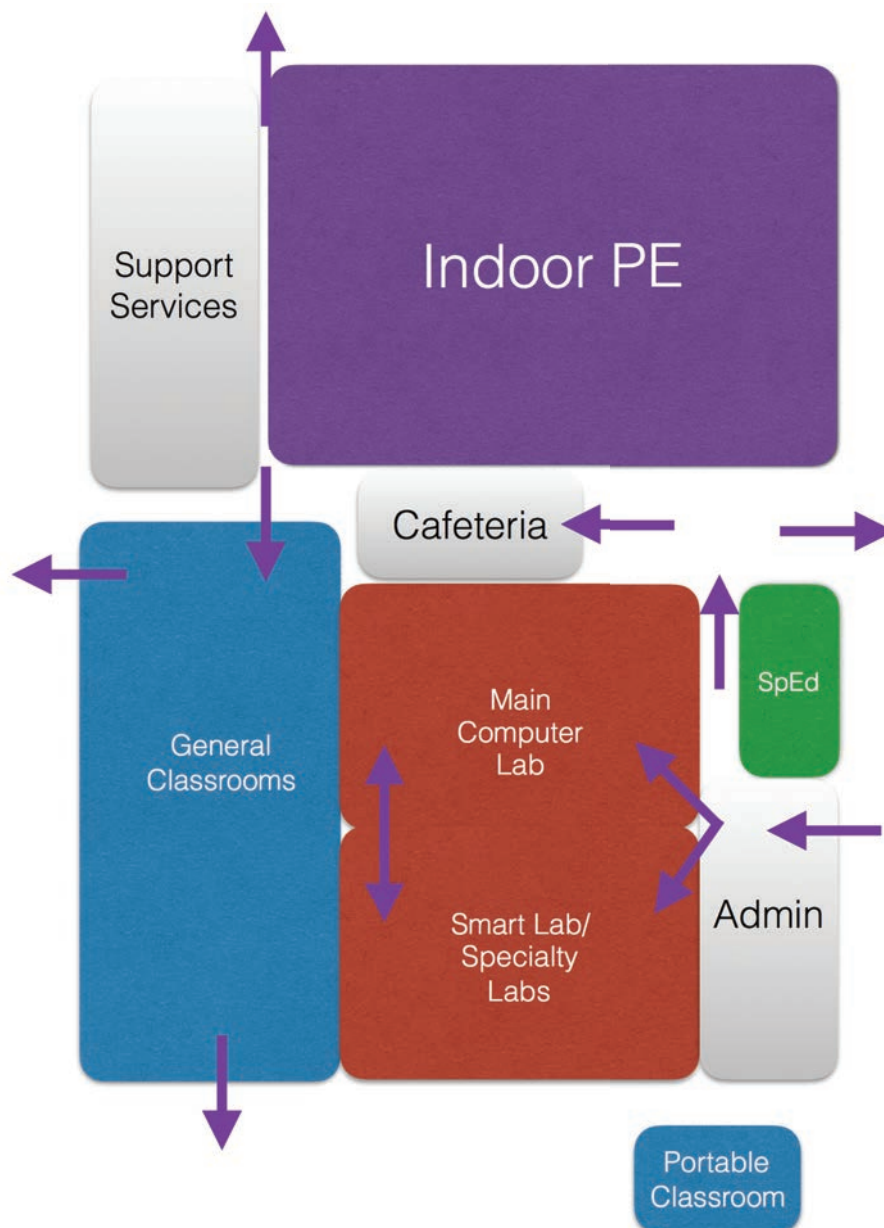 Support
Services
Indoor PE
Cafeteria
SpEd
Main
Computer
Lab
General
Classrooms
Admin
Smart Lab/
Specialty
Labs
Portable
Classroom